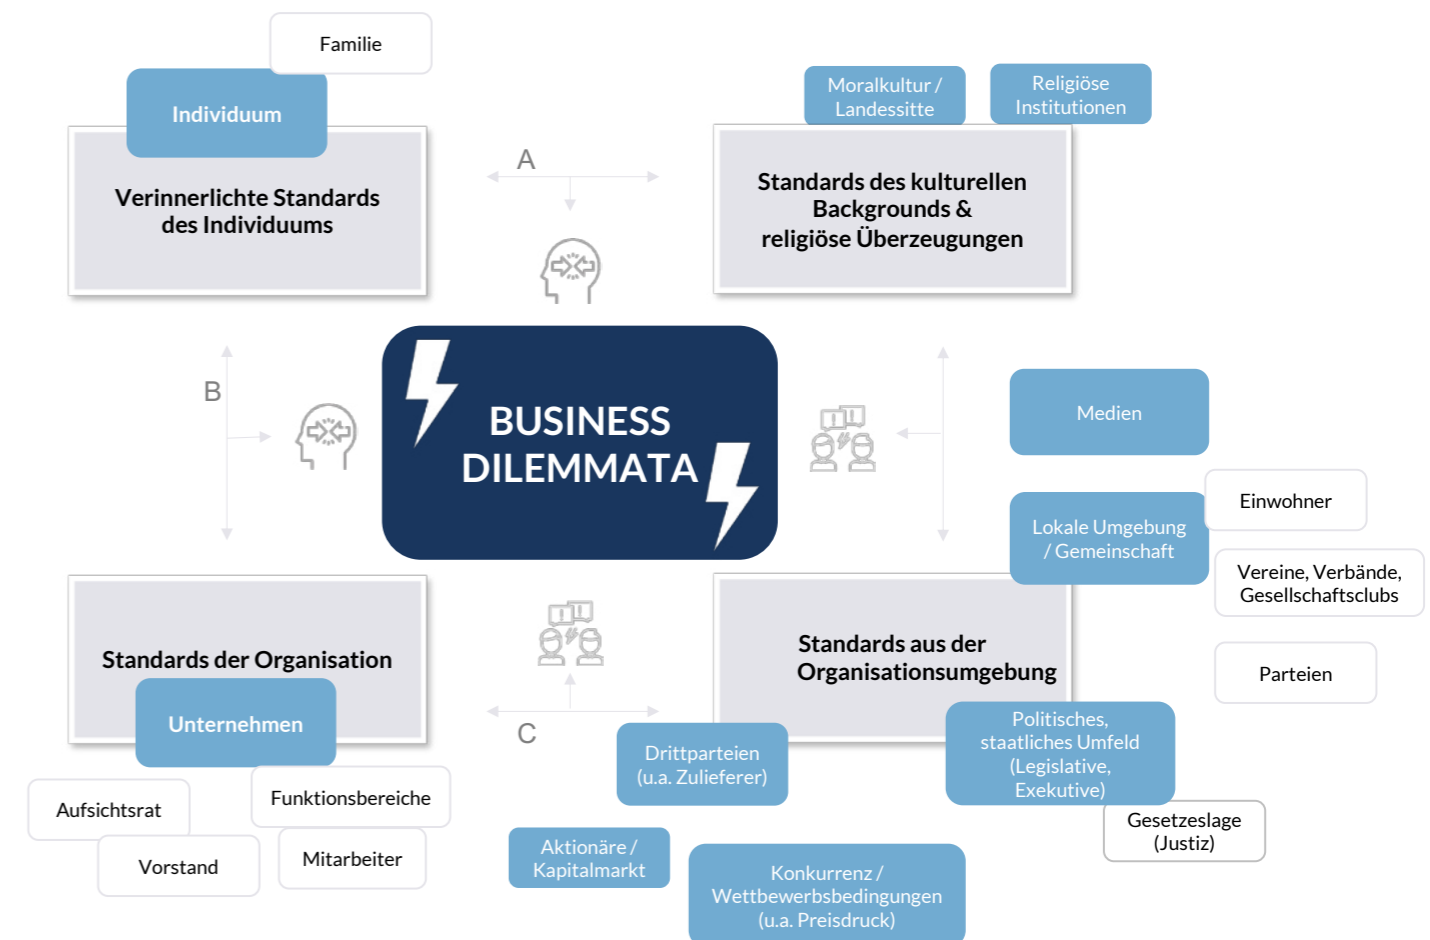 Familie
Individuum
Verinnerlichte Standards
des Individuums
A
Moralkultur /
Landessitte
Religiöse
Institutionen
Standards des kulturellen
Backgrounds &
religiöse Überzeugungen
B
BUSINESS
DILEMMATA
Medien
Lokale Umgebung
/ Gemeinschaft
Einwohner
Vereine, Verbände,
Gesellschaftsclubs
Parteien
Standards der Organisation
Unternehmen
Aufsichtsrat
Funktionsbereiche
Vorstand
Mitarbeiter
C
Standards aus der
Organisationsumgebung
Drittparteien
(u.a. Zulieferer)
Politisches,
staatliches Umfeld
(Legislative,
Exekutive)
Gesetzeslage
(Justiz)
Aktionäre /
Kapitalmarkt
Konkurrenz /
Wettbewerbsbedingungen
(u.a. Preisdruck)